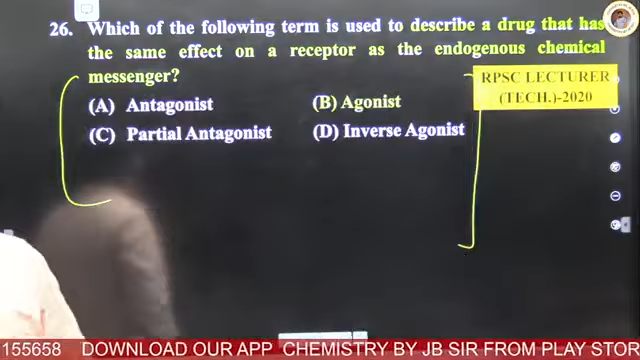 26. Which of the following term is used to describe a drug that has
the same effect on a receptor as the endogenous chemical
messenger?
RPSC LECTURER
(TECH.)-2020
(A) Antagonist
(B) Agonist
(C) Partial Antagonist
(D) Inverse Agonist
155658 DOWNLOAD OUR APP CHEMISTRY BY JB SIR FROM PLAY STOR